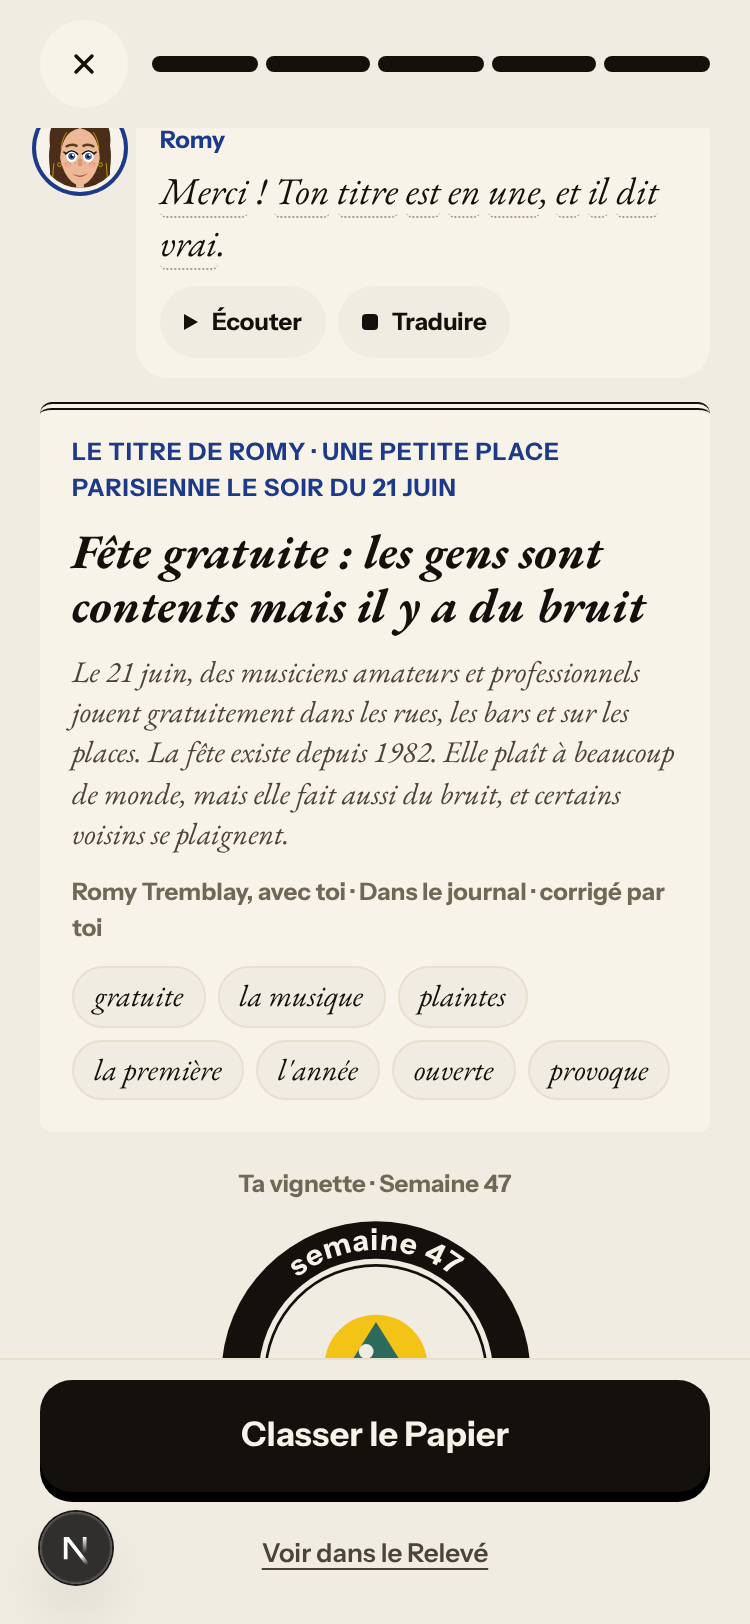 Romy
Merci ! Ton titre est en une, et il dit
vrai.
Écouter
Traduire
LE TITRE DE ROMY · UNE PETITE PLACE
PARISIENNE LE SOIR DU 21 JUIN
Fête gratuite : les gens sont
contents mais il y a du bruit
Le 21 juin, des musiciens amateurs et professionnels
jouent gratuitement dans les rues, les bars et sur les
places. La fête existe depuis 1982. Elle plaît à beaucoup
de monde, mais elle fait aussi du bruit, et certains
voisins se plaignent.
Romy Tremblay, avec toi · Dans le journal · corrigé par
toi
gratuite
la musique
plaintes
la première
l'année
ouverte
provoque
Ta vignette · Semaine 47
semaine 47
Classer le Papier
N
Voir dans le Relevé